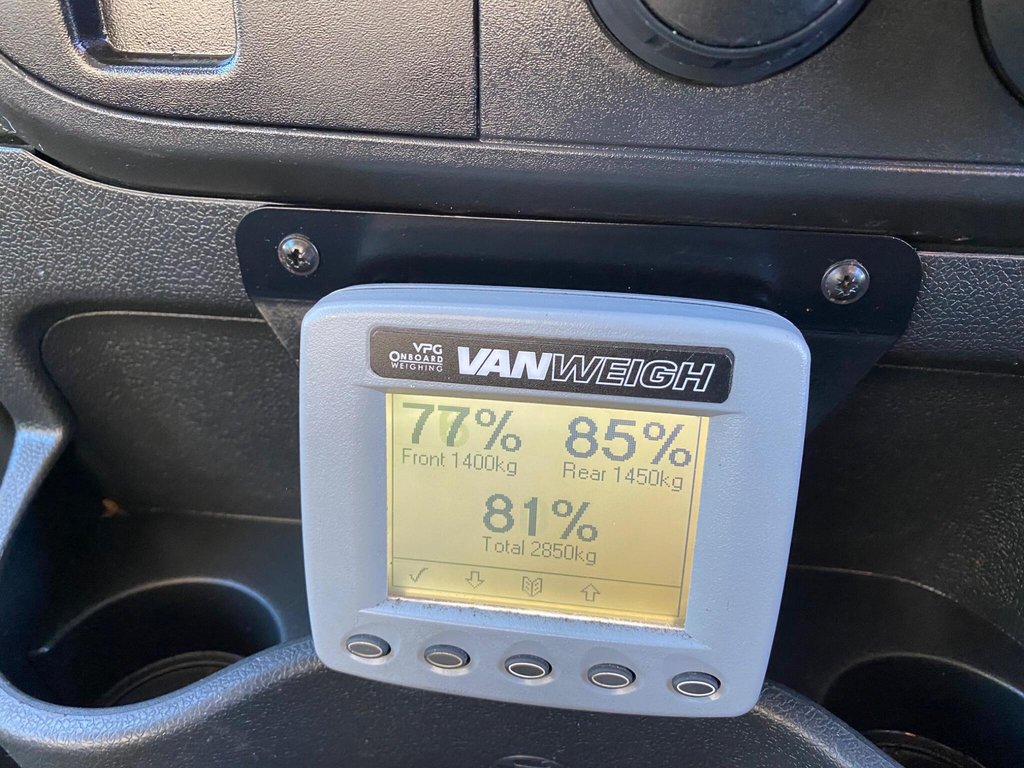 VPG
ONBOARD
WEIGHING
VANWEIGH
77% 85%
Front 1400kg Rear 1450kg
81%
Total 2850kg